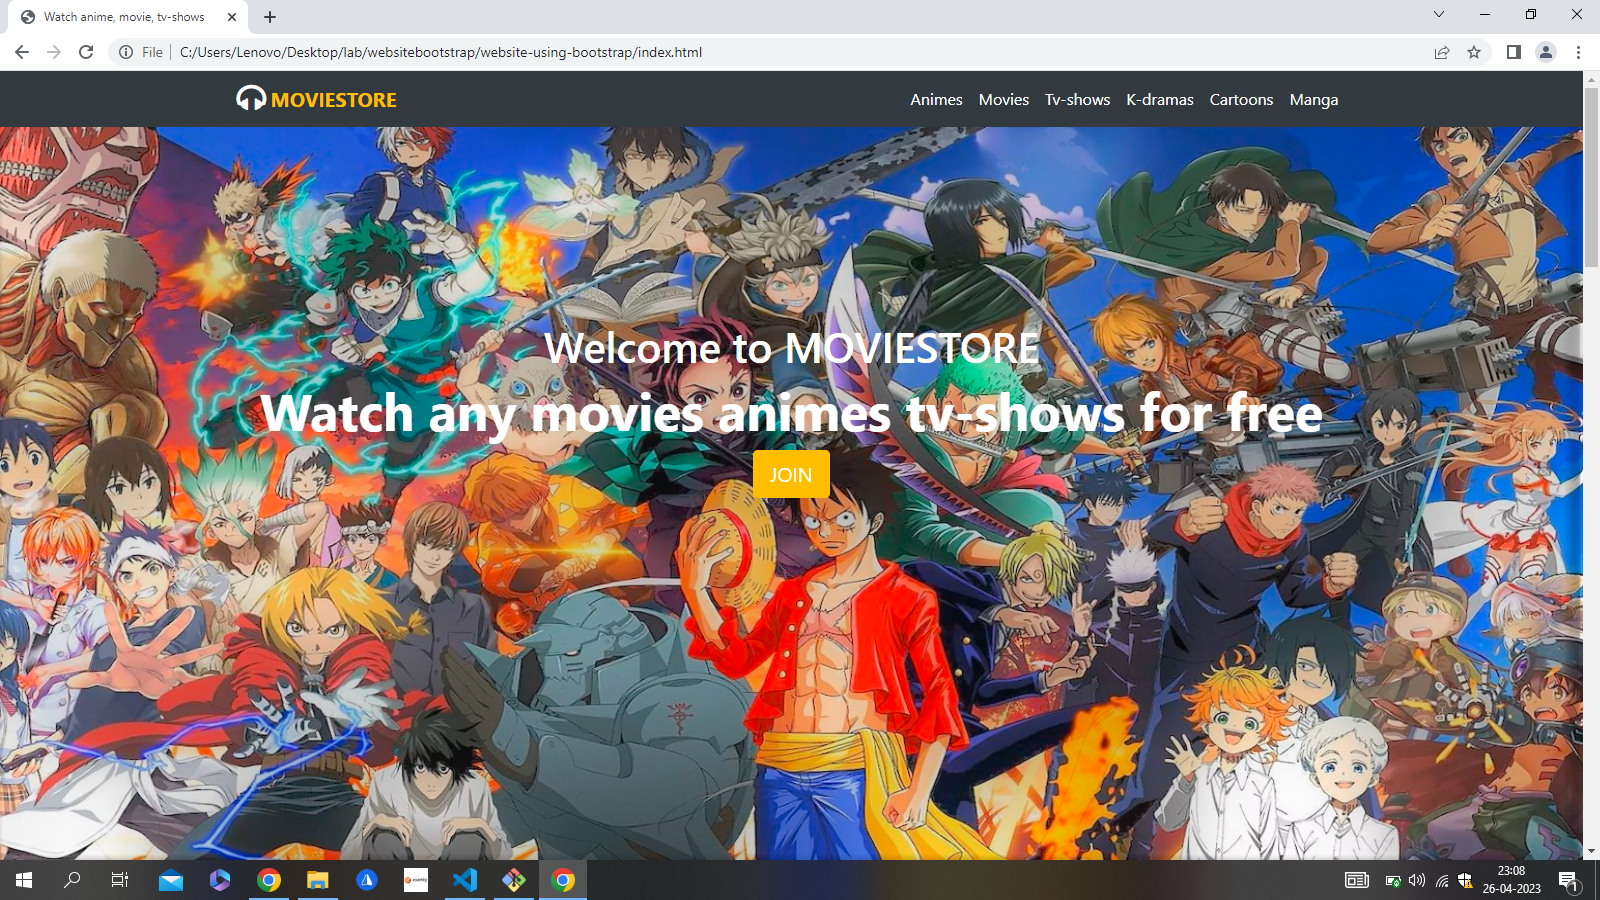 Watch anime, movie, tv-shows
File
C:/Users/Lenovo/Desktop/lab/websitebootstrap/website-using-bootstrap/index.html
MOVIESTORE
Animes Movies Tv-shows K-dramas Cartoons Manga
Welcome to MOVIESTORE
Watch any movies animes tv-shows for free
JOIN
23:08
26-04-2023
1